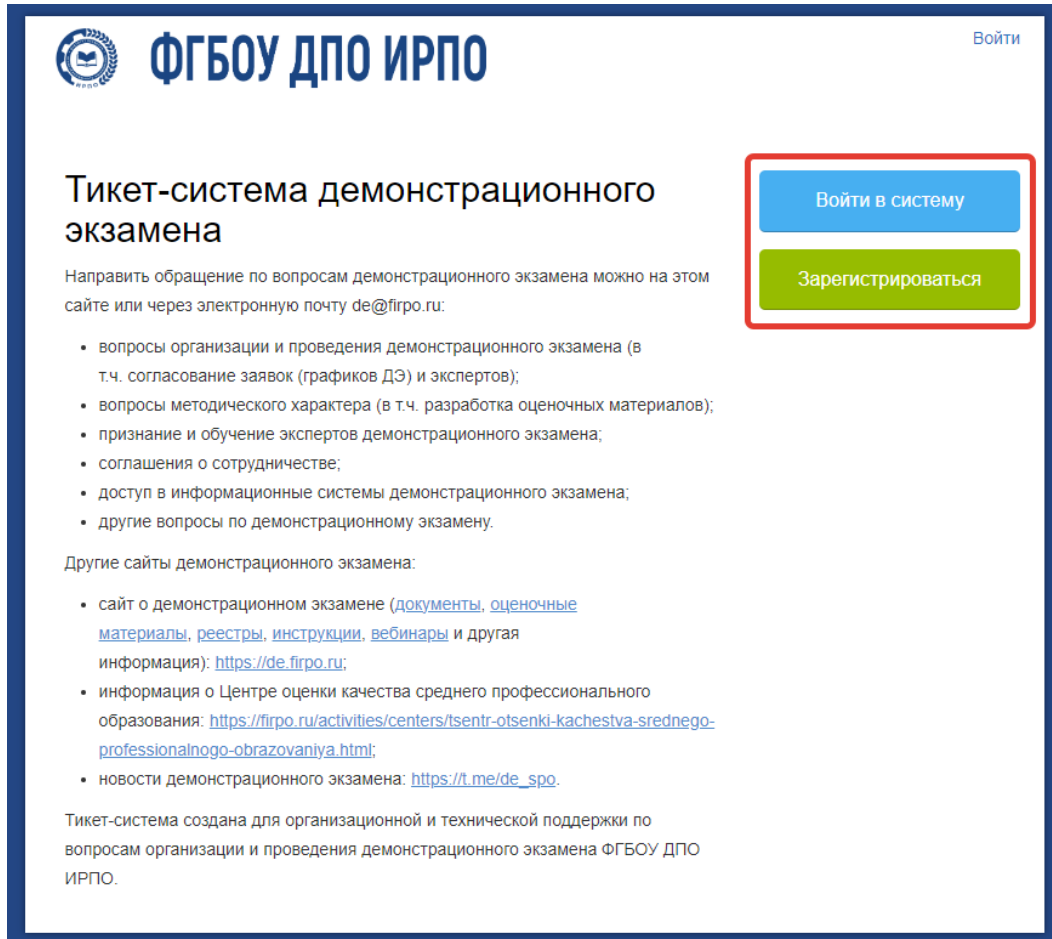 ИРПО
ФГБОУ ДПО ИРПО
Войти
Тикет-система демонстрационного
экзамена
Войти в систему
Зарегистрироваться
Направить обращение по вопросам демонстрационного экзамена можно на этом
сайте или через электронную почту de@firpo.ru:
• вопросы организации и проведения демонстрационного экзамена (в
т.ч. согласование заявок (графиков ДЭ) и экспертов);
• вопросы методического характера (в т.ч. разработка оценочных материалов);
• признание и обучение экспертов демонстрационного экзамена;
• соглашения о сотрудничестве;
• доступ в информационные системы демонстрационного экзамена;
• другие вопросы по демонстрационному экзамену.
Другие сайты демонстрационного экзамена:
• сайт о демонстрационном экзамене (документы, оценочные
материалы, реестры, инструкции, вебинары и другая
информация): https://de.firpo.ru;
• информация о Центре оценки качества среднего профессионального
образования: https://firpo.ru/activities/centers/tsentr-otsenki-kachestva-srednego-
professionalnogo-obrazovaniya.html;
• новости демонстрационного экзамена: https://t.me/de_spo.
Тикет-система создана для организационной и технической поддержки по
вопросам организации и проведения демонстрационного экзамена ФГБОУ ДПО
ИРПО.